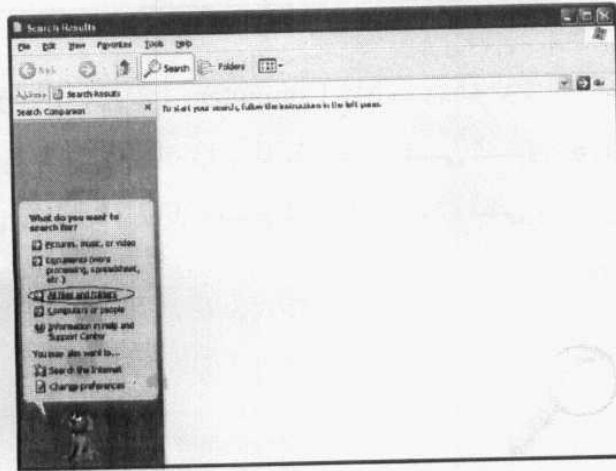 Search Results
File Edit View Favorites Tools Help
Search Folders
Address Search Results
Search Companion
To start your search, follow the instructions in the left pane.
What do you want to
search for?
Pictures, music, or video
Documents (word
processing, spreadsheet,
etc.)
All files and folders
Computers or people
Information in Help and
Support Center
You may also want to...
Search the Internet
Change preferences